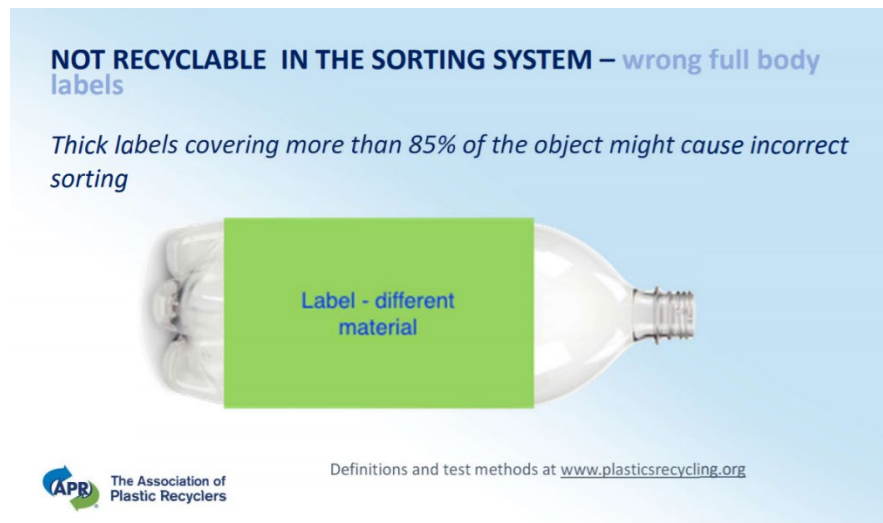 NOT RECYCLABLE IN THE SORTING SYSTEM – wrong full body
labels
Thick labels covering more than 85% of the object might cause incorrect
sorting
Label - different
material
APR
The Association of
Plastic Recyclers
Definitions and test methods at www.plasticsrecycling.org